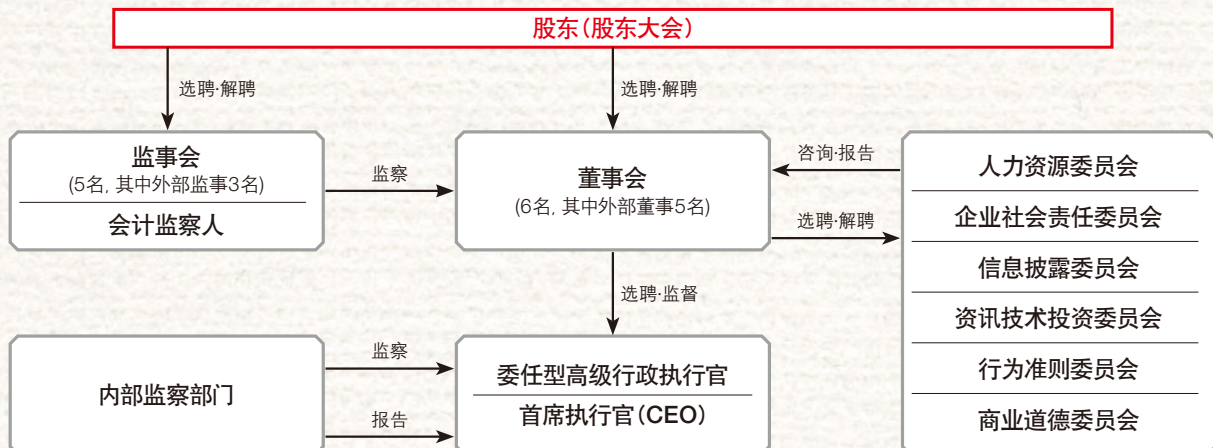 股东(股东大会)
选聘·解聘
选聘·解聘
监事会
(5名, 其中外部监事3名)
会计监察人
监察
董事会
(6名, 其中外部董事5名)
咨询·报告
选聘·解聘
人力资源委员会
企业社会责任委员会
信息披露委员会
资讯技术投资委员会
行为准则委员会
商业道德委员会
选聘·监督
内部监察部门
监察
报告
委任型高级行政执行官
首席执行官(CEO)